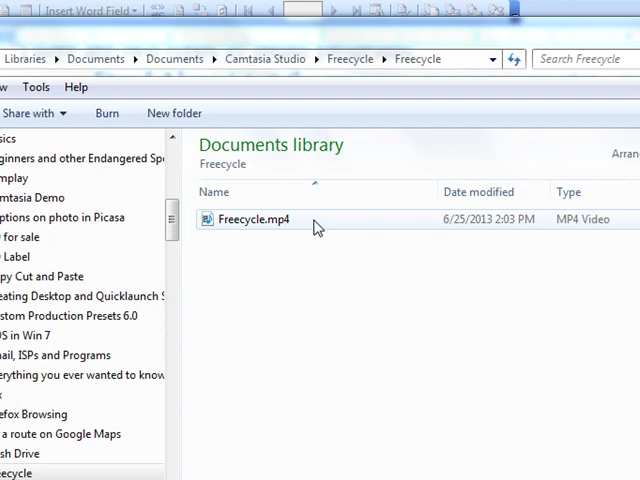 Insert Word Field
Libraries Documents Documents Camtasia Studio Freecycle Freecycle Search Freecycle
w Tools Help
Share with Burn New folder
sics
ginners and other Endangered Spe
mplay
mtasia Demo
ptions on photo in Picasa
for sale
Label
py Cut and Paste
eating Desktop and Quicklaunch S
stom Production Presets 6.0
OS in Win 7
nail, ISPs and Programs
erything you ever wanted to know
x
efox Browsing
a route on Google Maps
sh Drive
ecycle
Documents library
Freecycle
Arran
Name Date modified Type
Freecycle.mp4 6/25/2013 2:03 PM MP4 Video